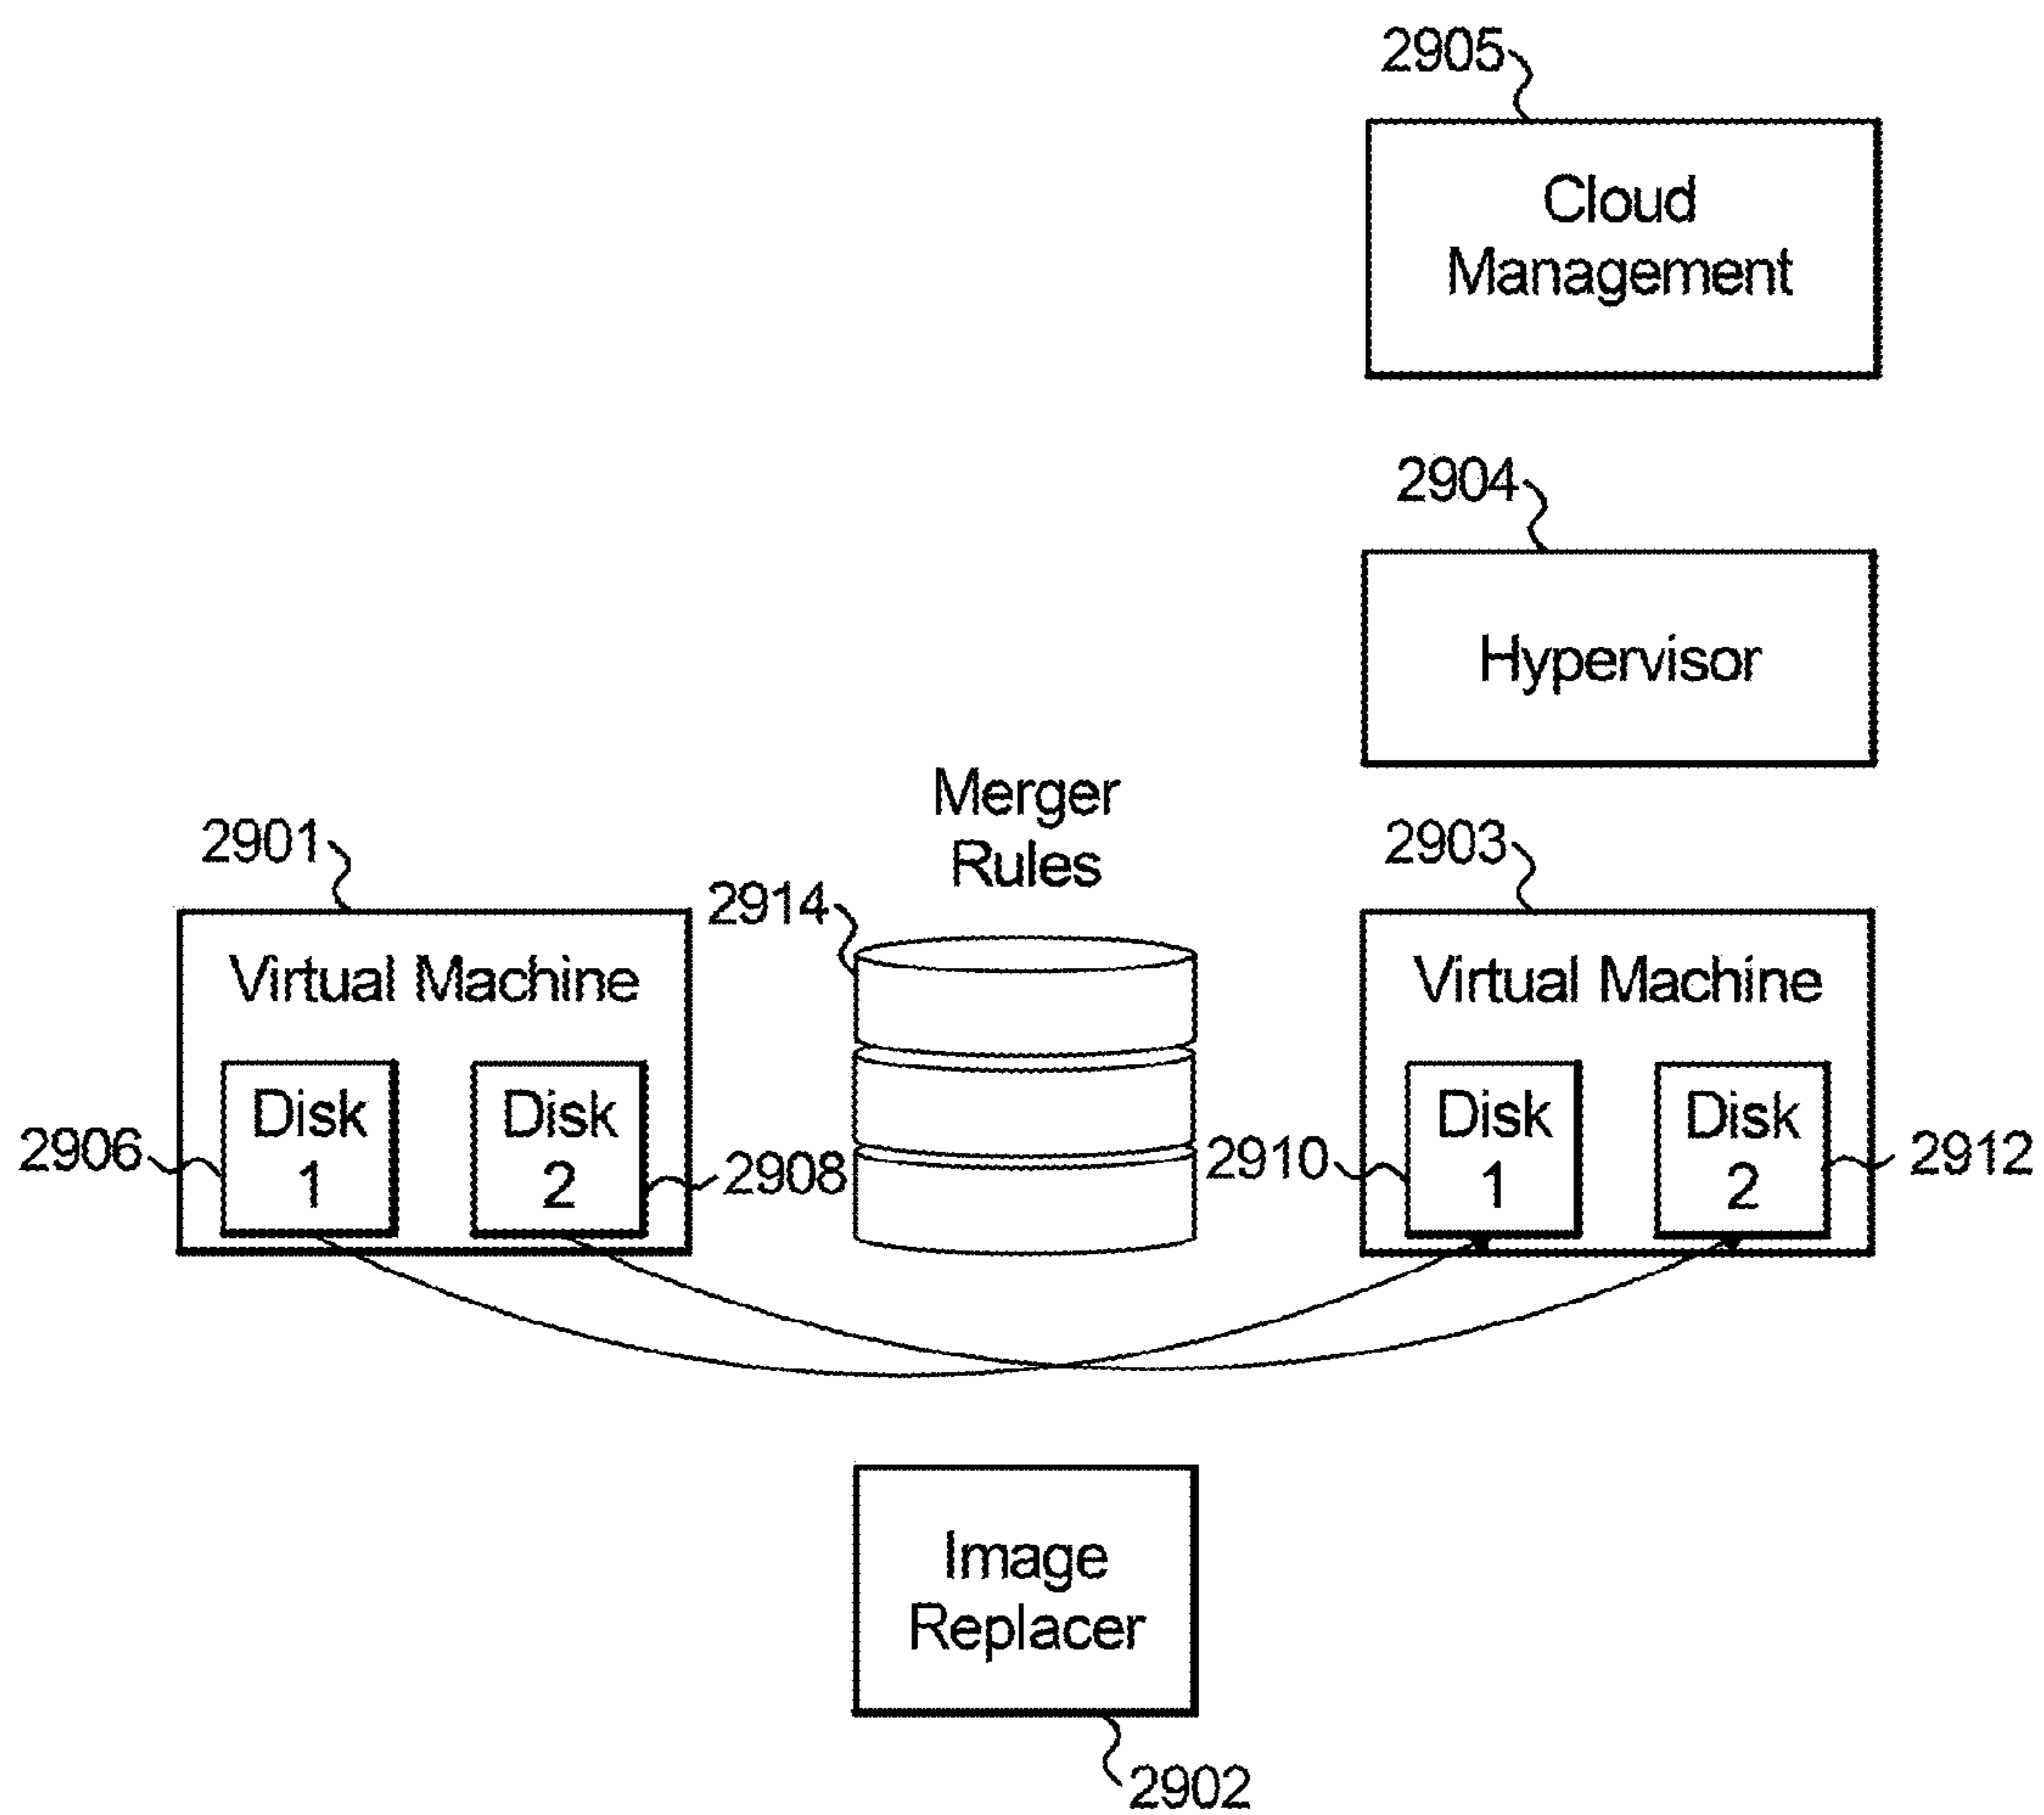 2905
Cloud
Management
2904
Hypervisor
Merger
Rules
2901
2903
2914
Virtual Machine
Virtual Machine
Disk
1
Disk
2
Disk
1
Disk
2
2906
2908
2910
2912
Image
Replacer
2902